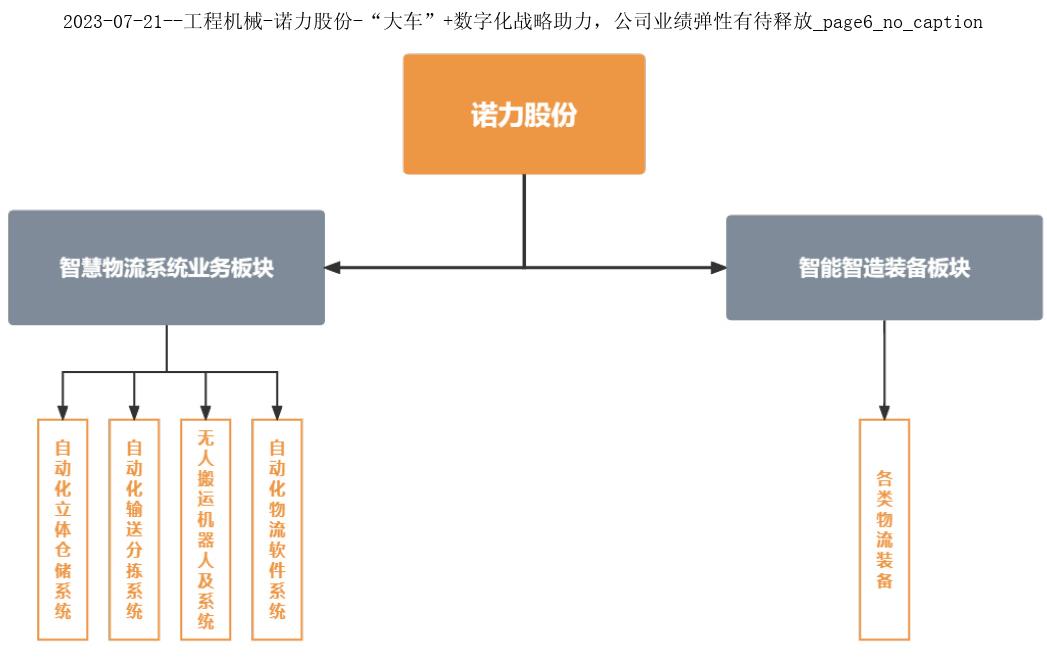 2023-07-21--工程机械-诺力股份-“大车”+数字化战略助力，公司业绩弹性有待释放_page6_no_caption
诺力股份
智慧物流系统业务板块
智能智造装备板块
自动化立体仓储系统
自动化输送分拣系统
无人搬运机器人及系统
自动化物流软件系统
各类物流装备